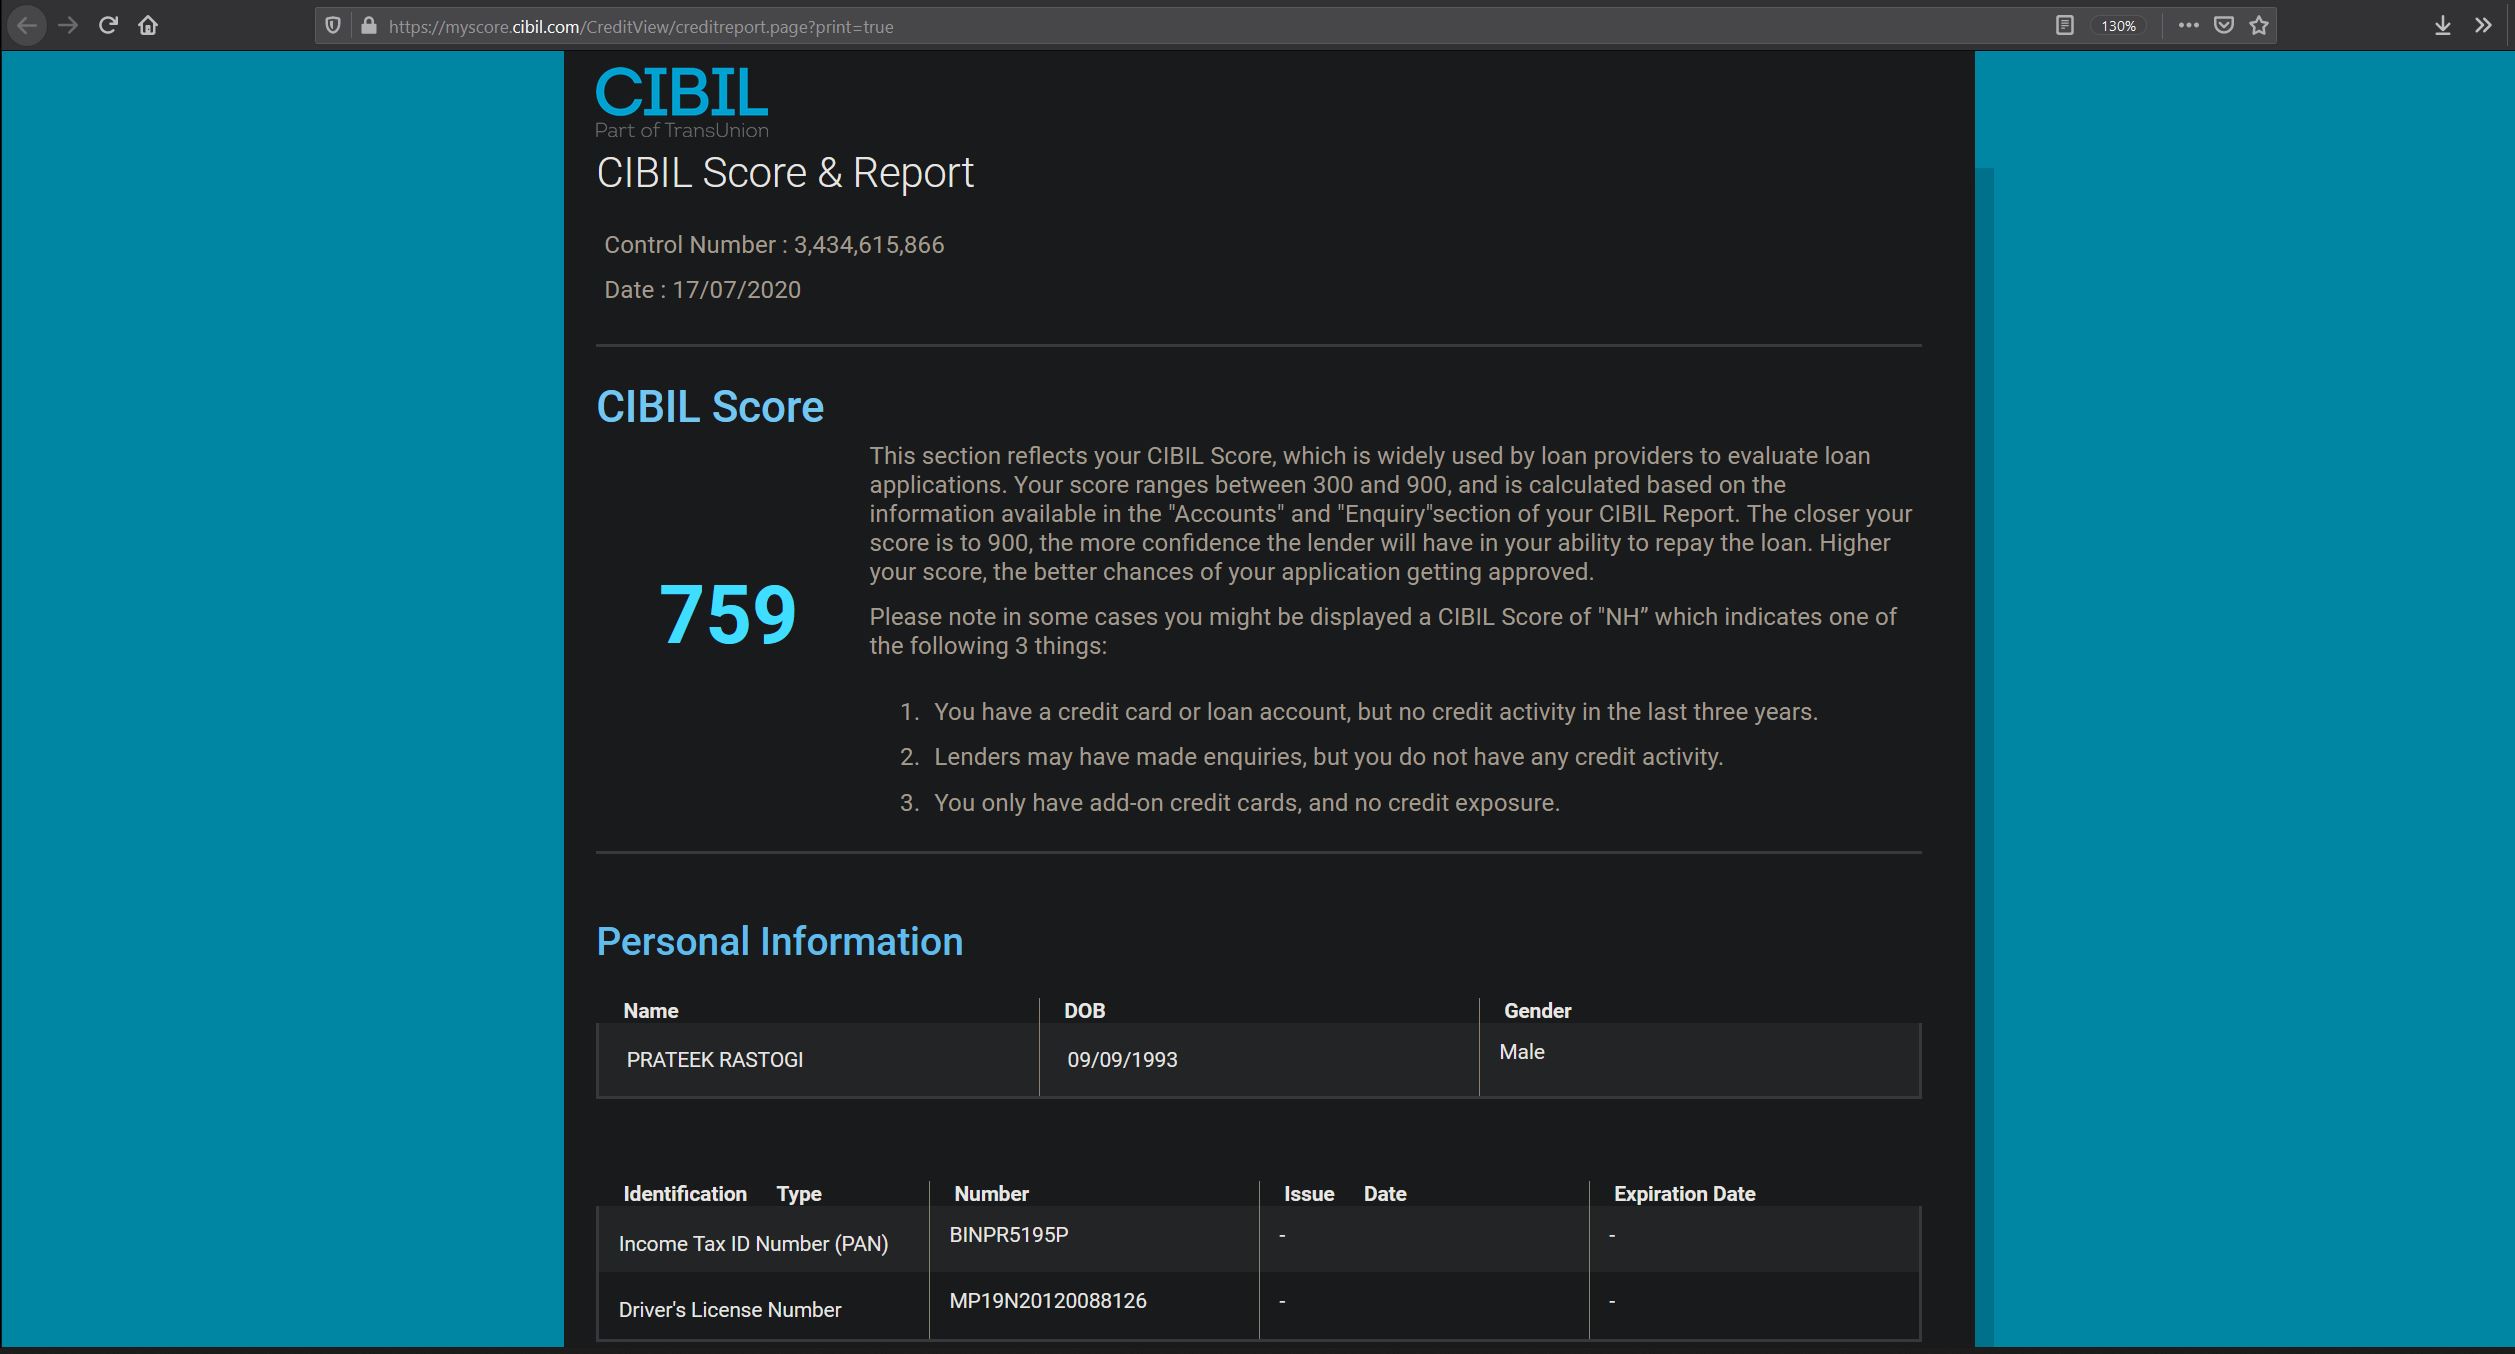 https://myscore.cibil.com/CreditView/creditreport.page?print=true
130%
CIBIL
Part of TransUnion
CIBIL Score & Report
Control Number : 3,434,615,866
Date : 17/07/2020
CIBIL Score
759
This section reflects your CIBIL Score, which is widely used by loan providers to evaluate loan
applications. Your score ranges between 300 and 900, and is calculated based on the
information available in the "Accounts" and "Enquiry"section of your CIBIL Report. The closer your
score is to 900, the more confidence the lender will have in your ability to repay the loan. Higher
your score, the better chances of your application getting approved.
Please note in some cases you might be displayed a CIBIL Score of "NH” which indicates one of
the following 3 things:
1. You have a credit card or loan account, but no credit activity in the last three years.
2. Lenders may have made enquiries, but you do not have any credit activity.
3. You only have add-on credit cards, and no credit exposure.
Personal Information
Name DOB Gender
PRATEEK RASTOGI 09/09/1993 Male
Identification Type Number Issue Date Expiration Date
Income Tax ID Number (PAN) BINPR5195P - -
Driver's License Number MP19N20120088126 - -